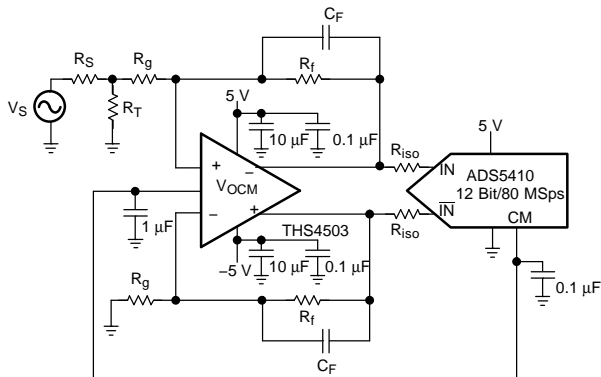 C_F
R_S
R_g
R_f
V_S
R_T
5 V
10 µF
0.1 µF
R_iso
5 V
+
−
IN
ADS5410
12 Bit/80 MSps
V_OCM
IN
CM
−
+
THS4503
R_iso
1 µF
10 µF
0.1 µF
−5 V
0.1 µF
R_g
R_f
C_F